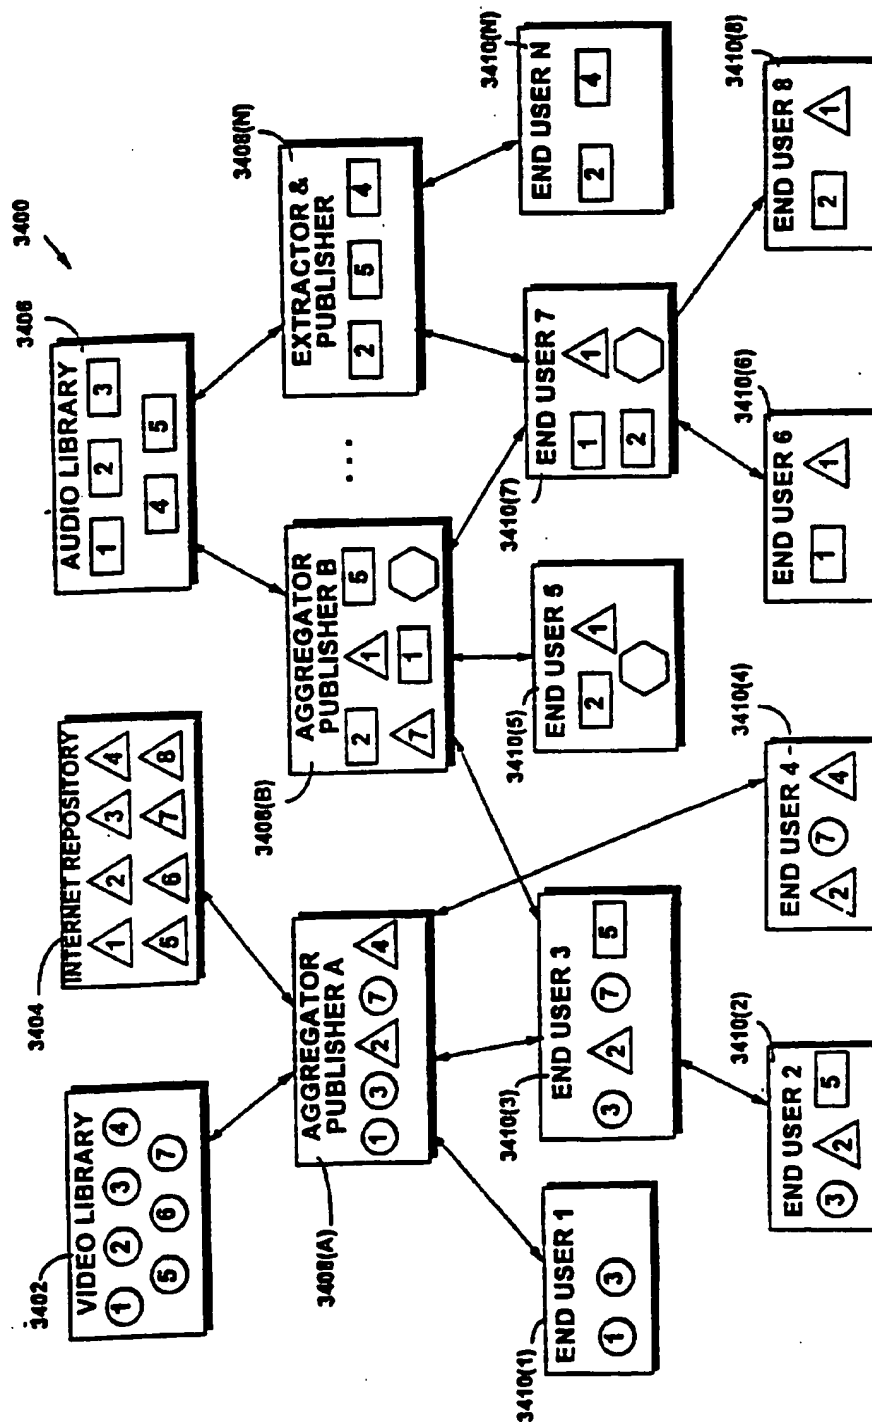 3400
3402
3404
3406
VIDEO LIBRARY
1 2 3 4
5 6 7
INTERNET REPOSITORY
1 2 3 4
5 6 7 8
AUDIO LIBRARY
1 2 3
4 5
3408(A)
AGGREGATOR
PUBLISHER A
1 3 2 7 4
3408(B)
AGGREGATOR
PUBLISHER B
2 1 5
7 1
...
3408(N)
EXTRACTOR &
PUBLISHER
2 5 4
3410(1)
END USER 1
1 3
3410(3)
END USER 3
3 2 7 5
3410(5)
END USER 5
2 1
3410(7)
END USER 7
1 1
2
3410(N)
END USER N
2 4
3410(2)
END USER 2
3 2 5
3410(4)
END USER 4
2 7 4
3410(6)
END USER 6
1 1
3410(8)
END USER 8
2 1